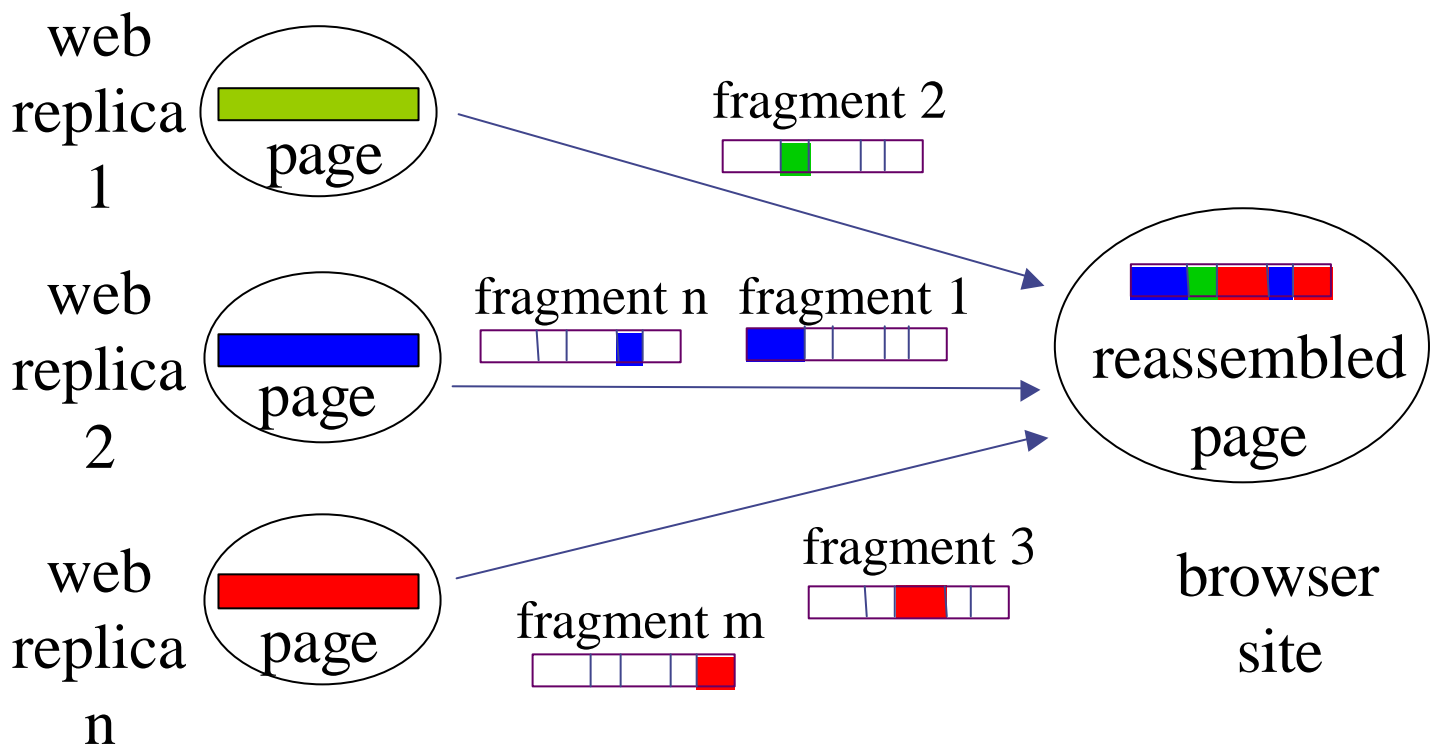 web
replica
1
page
fragment 2
web
replica
2
page
fragment n
fragment 1
reassembled
page
web
replica
n
page
fragment m
fragment 3
browser
site